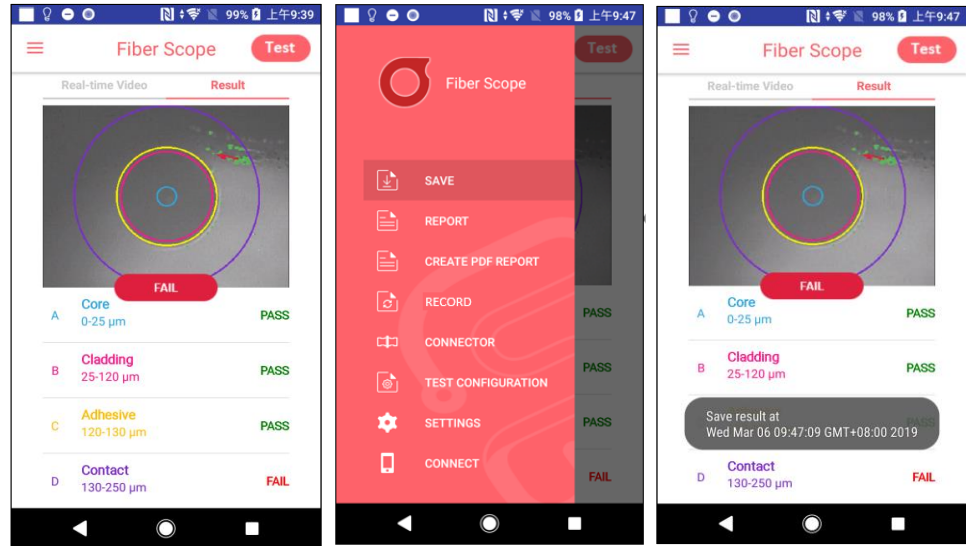 99% 上午9:39
Fiber Scope
Test
Real-time Video
Result
FAIL
A
Core
0-25 μm
PASS
B
Cladding
25-120 μm
PASS
C
Adhesive
120-130 μm
PASS
D
Contact
130-250 μm
FAIL
98% 上午9:47
Test
Fiber Scope
SAVE
REPORT
CREATE PDF REPORT
RECORD
PASS
CONNECTOR
TEST CONFIGURATION
PASS
SETTINGS
PASS
CONNECT
FAIL
98% 上午9:47
Fiber Scope
Test
Real-time Video
Result
FAIL
A
Core
0-25 μm
PASS
B
Cladding
25-120 μm
PASS
Save result at
Wed Mar 06 09:47:09 GMT+08:00 2019
D
Contact
130-250 μm
FAIL